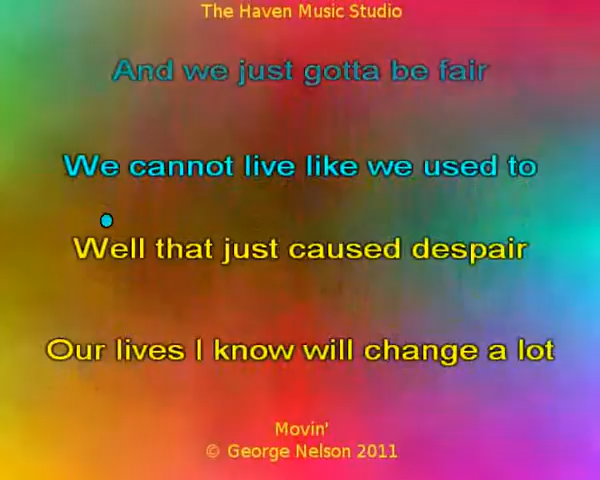 The Haven Music Studio
And we just gotta be fair
We cannot live like we used to
Well that just caused despair
Our lives I know will change a lot
Movin'
© George Nelson 2011